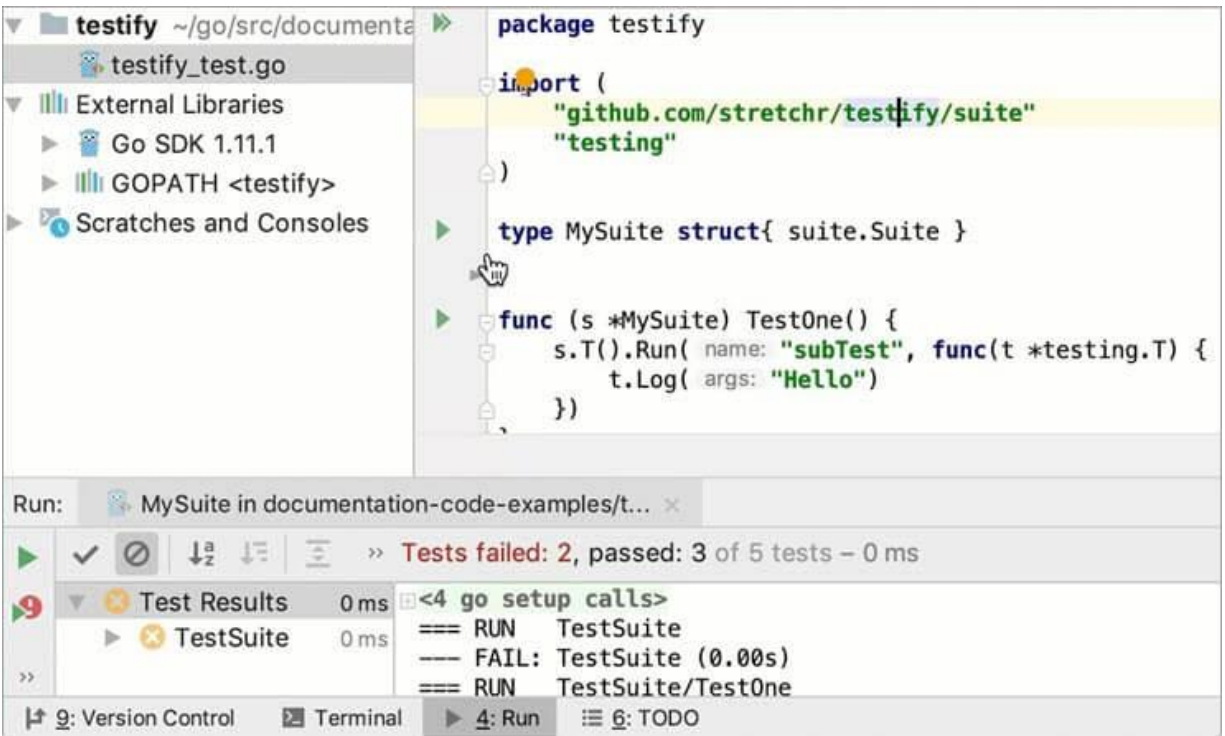 testify ~/go/src/documenta
testify_test.go
External Libraries
Go SDK 1.11.1
GOPATH <testify>
Scratches and Consoles
package testify
import (
"github.com/stretchr/testify/suite"
"testing"
)
type MySuite struct{ suite.Suite }
func (s *MySuite) TestOne() {
s.T().Run( name: "subTest", func(t *testing.T) {
t.Log( args: "Hello")
})
Run: MySuite in documentation-code-examples/t... ×
Tests failed: 2, passed: 3 of 5 tests – 0 ms
Test Results 0 ms
TestSuite 0 ms
<4 go setup calls>
=== RUN TestSuite
--- FAIL: TestSuite (0.00s)
=== RUN TestSuite/TestOne
9: Version Control Terminal 4: Run 6: TODO